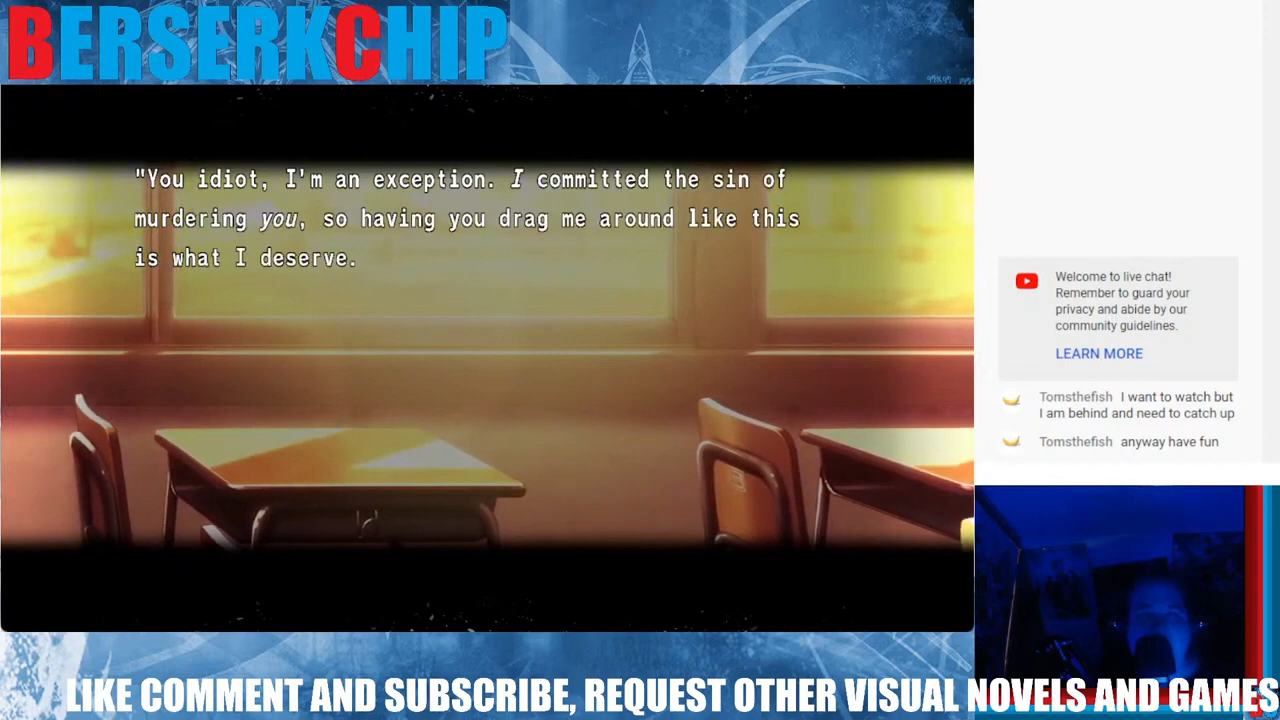 BERSERKCHIP
"You idiot, I'm an exception. I committed the sin of
murdering you, so having you drag me around like this
is what I deserve.
Welcome to live chat!
Remember to guard your
privacy and abide by our
community guidelines.
LEARN MORE
Tomsthefish I want to watch but
I am behind and need to catch up
Tomsthefish anyway have fun
LIKE COMMENT AND SUBSCRIBE, REQUEST OTHER VISUAL NOVELS AND GAMES